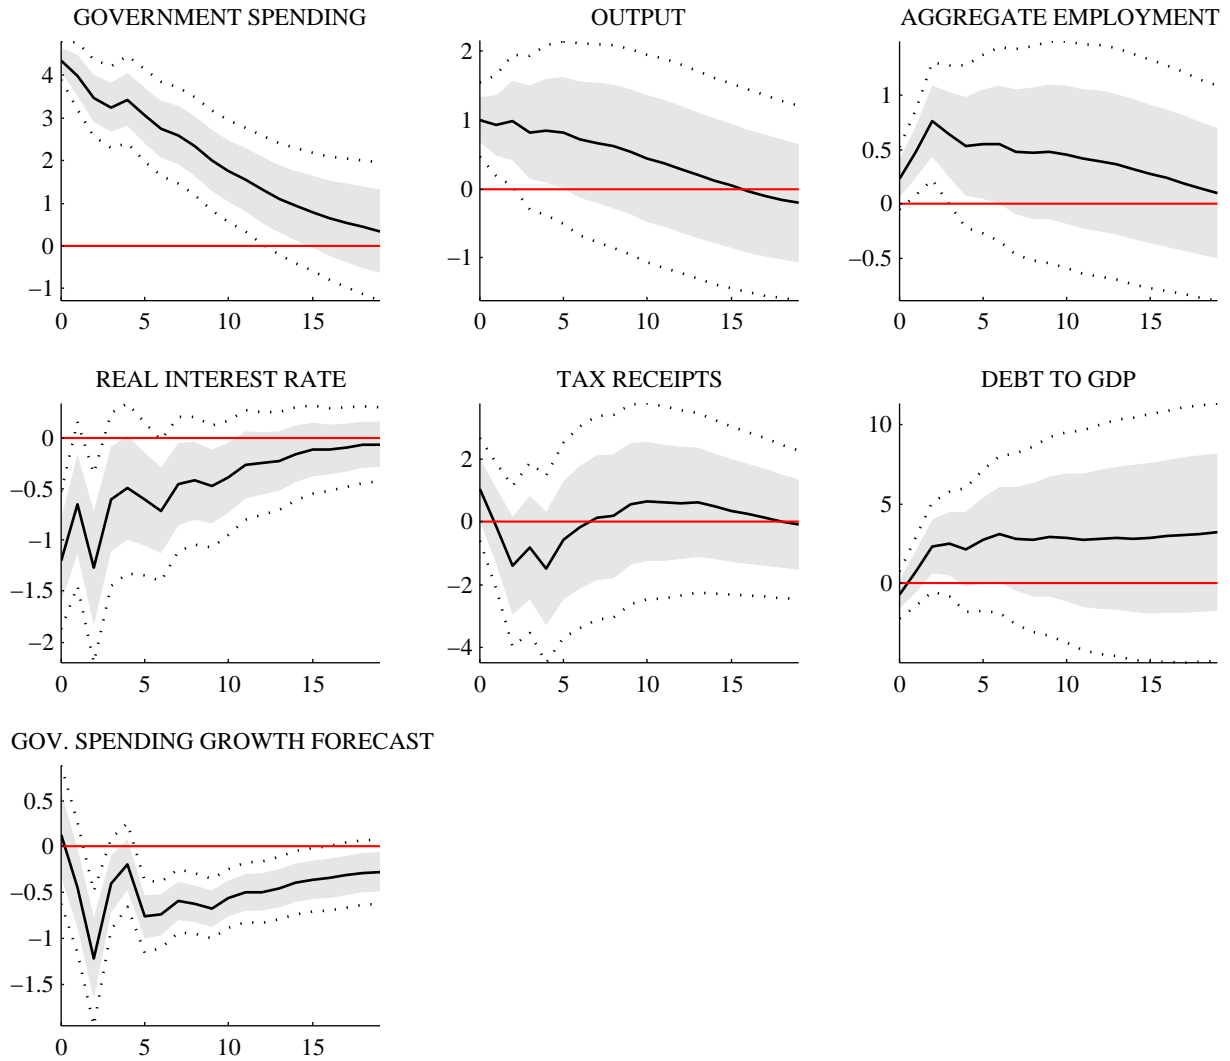 GOVERNMENT SPENDING
4
3
2
1
0
−1
0 5 10 15
OUTPUT
2
1
0
−1
0 5 10 15
AGGREGATE EMPLOYMENT
1
0.5
0
−0.5
0 5 10 15
REAL INTEREST RATE
0
−0.5
−1
−1.5
−2
0 5 10 15
TAX RECEIPTS
2
0
−2
−4
0 5 10 15
DEBT TO GDP
10
5
0
0 5 10 15
GOV. SPENDING GROWTH FORECAST
0.5
0
−0.5
−1
−1.5
0 5 10 15